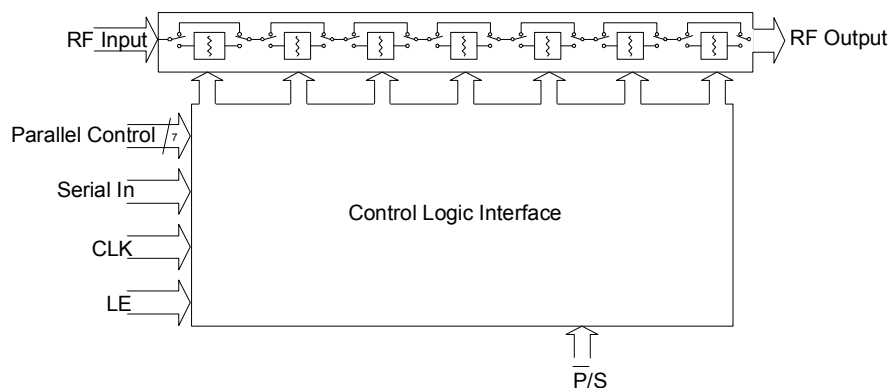 RF Input
RF Output
Parallel Control
7
Serial In
Control Logic Interface
CLK
LE
P̅/S